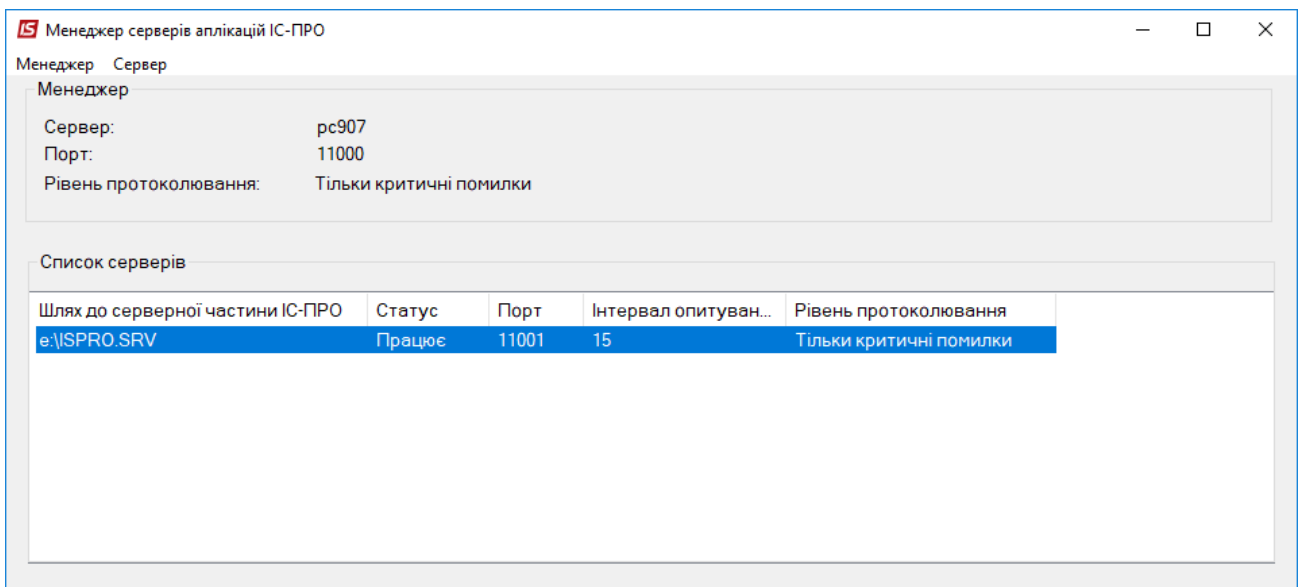 IS Менеджер серверів аплікацій ІС-ПРО
Менеджер Сервер
Менеджер
Сервер: pc907
Порт: 11000
Рівень протоколювання: Тільки критичні помилки
Список серверів
Шлях до серверної частини ІС-ПРО Статус Порт Інтервал опитуван... Рівень протоколювання
e:\ISPRO.SRV Працює 11001 15 Тільки критичні помилки